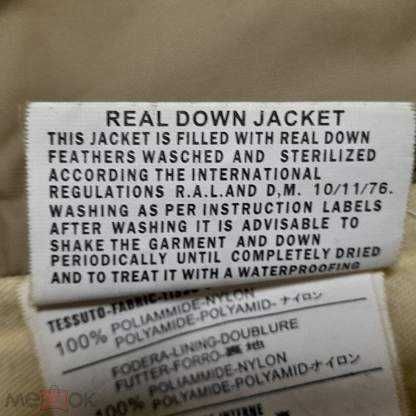 REAL DOWN JACKET
THIS JACKET IS FILLED WITH REAL DOWN
FEATHERS WASCHED AND STERILIZED
ACCORDING THE INTERNATIONAL
REGULATIONS R.A.L. AND D,M. 10/11/76.
WASHING AS PER INSTRUCTION LABELS
AFTER WASHING IT IS ADVISABLE TO
SHAKE THE GARMENT AND DOWN
PERIODICALLY UNTIL COMPLETELY DRIED
AND TO TREAT IT WITH A WATERPROOFING
TESSUTO-FABRIC-TISSU
100% POLIAMMIDE-NYLON
POLYAMIDE-POLYAMID-ナイロン
FODERA-LINING-DOUBLURE
FUTTER-FORRO-裏地
100% POLIAMMIDE-NYLON
POLYAMIDE-POLYAMID-ナイロン